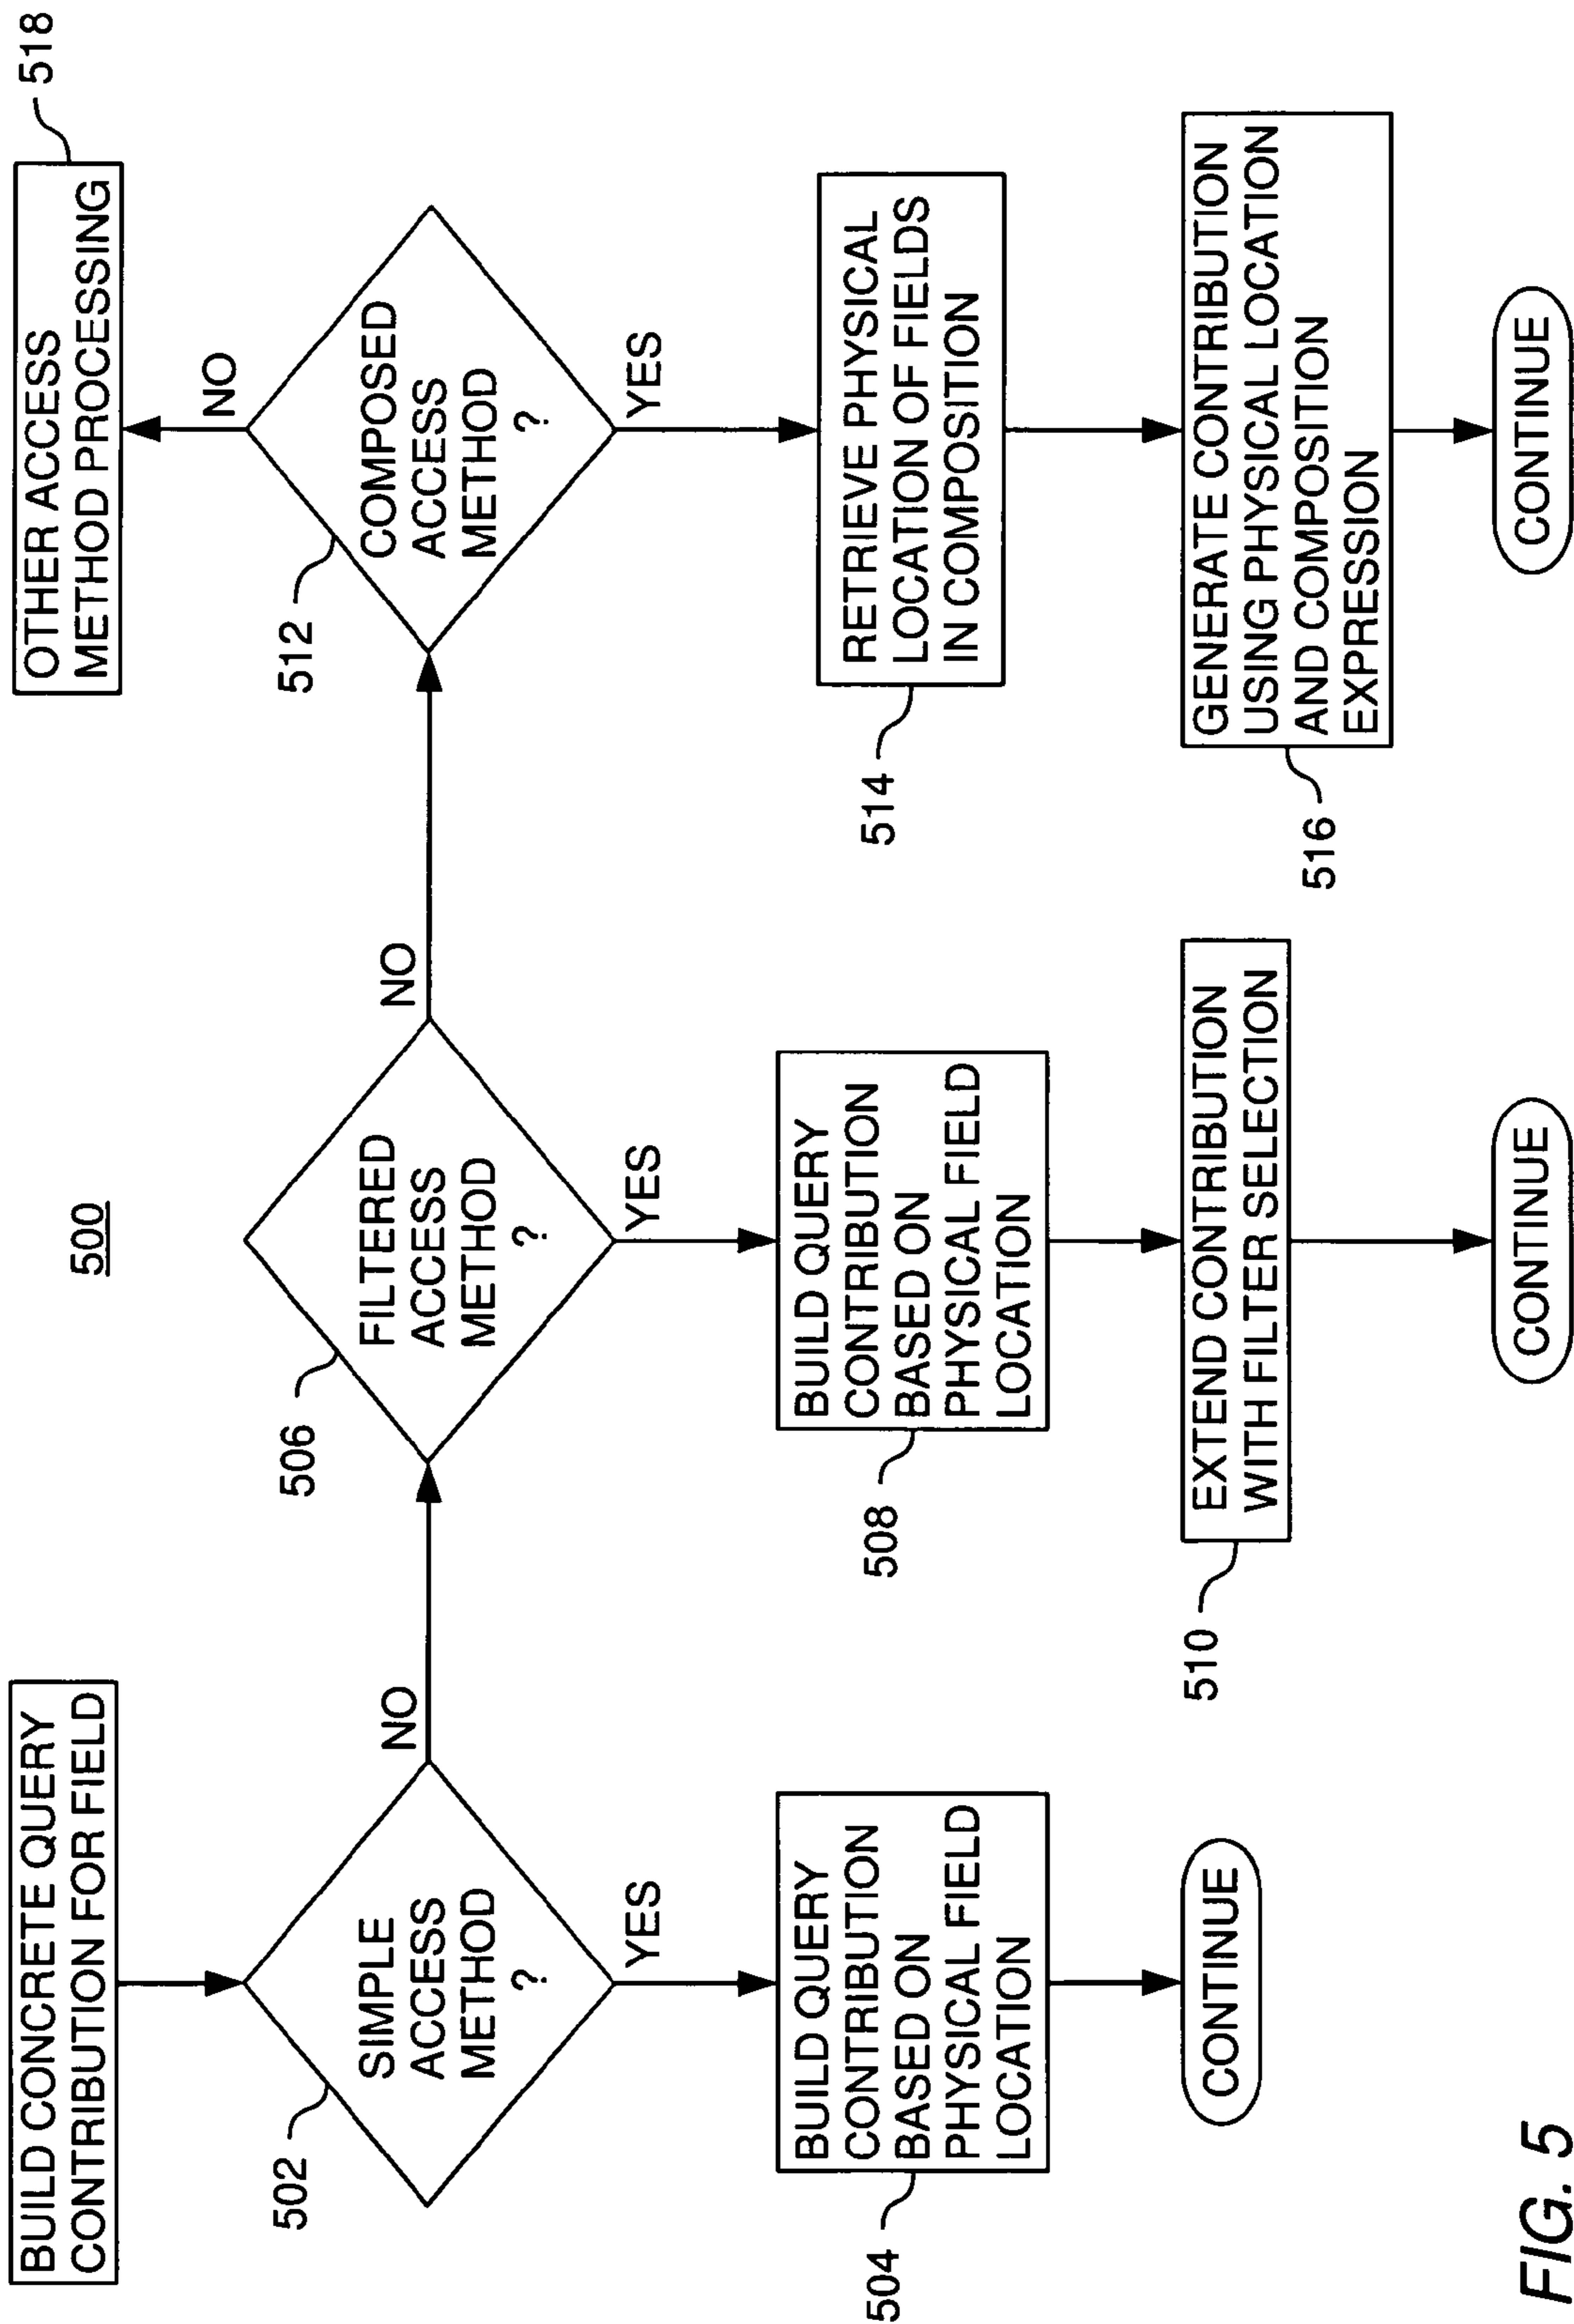 500
BUILD CONCRETE QUERY
CONTRIBUTION FOR FIELD
502
SIMPLE
ACCESS
METHOD
?
NO
YES
504
BUILD QUERY
CONTRIBUTION
BASED ON
PHYSICAL FIELD
LOCATION
CONTINUE
506
FILTERED
ACCESS
METHOD
?
NO
YES
508
BUILD QUERY
CONTRIBUTION
BASED ON
PHYSICAL FIELD
LOCATION
510
EXTEND CONTRIBUTION
WITH FILTER SELECTION
CONTINUE
512
COMPOSED
ACCESS
METHOD
?
NO
518
OTHER ACCESS
METHOD PROCESSING
YES
514
RETRIEVE PHYSICAL
LOCATION OF FIELDS
IN COMPOSITION
516
GENERATE CONTRIBUTION
USING PHYSICAL LOCATION
AND COMPOSITION
EXPRESSION
CONTINUE
FIG. 5